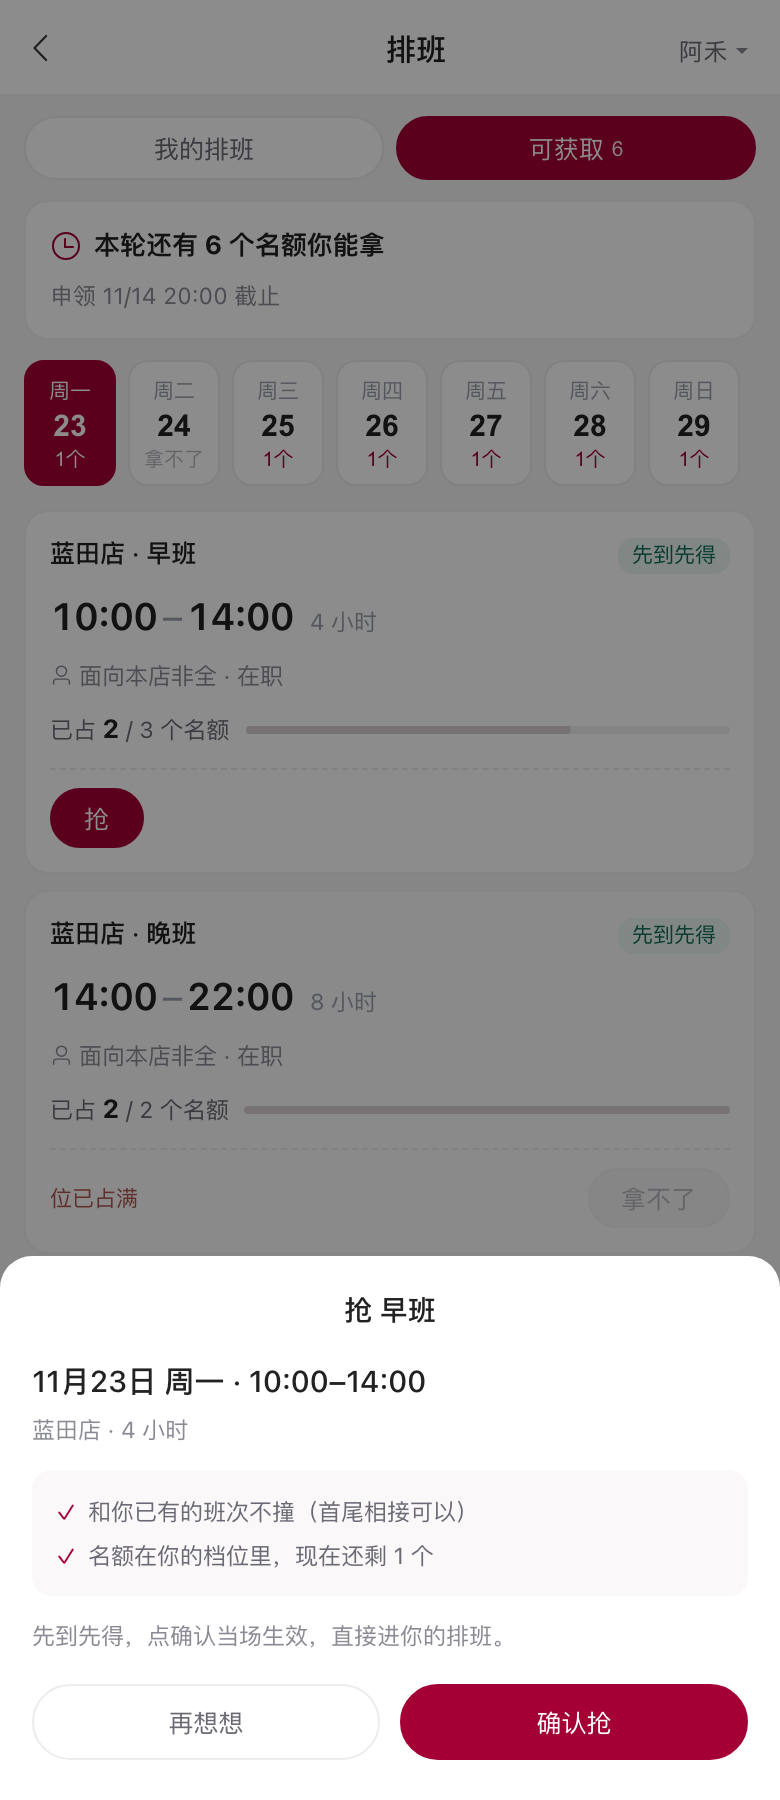 排班
阿禾
我的排班
可获取 6
本轮还有 6 个名额你能拿
申领 11/14 20:00 截止
周一 周二 周三 周四 周五 周六 周日
23 24 25 26 27 28 29
1个 拿不了 1个 1个 1个 1个 1个
蓝田店 · 早班
先到先得
10:00 – 14:00 4 小时
面向本店非全 · 在职
已占 2 / 3 个名额
抢
蓝田店 · 晚班
先到先得
14:00 – 22:00 8 小时
面向本店非全 · 在职
已占 2 / 2 个名额
位已占满
拿不了
抢 早班
11月23日 周一 · 10:00–14:00
蓝田店 · 4 小时
和你已有的班次不撞（首尾相接可以）
名额在你的档位里，现在还剩 1 个
先到先得，点确认当场生效，直接进你的排班。
再想想
确认抢